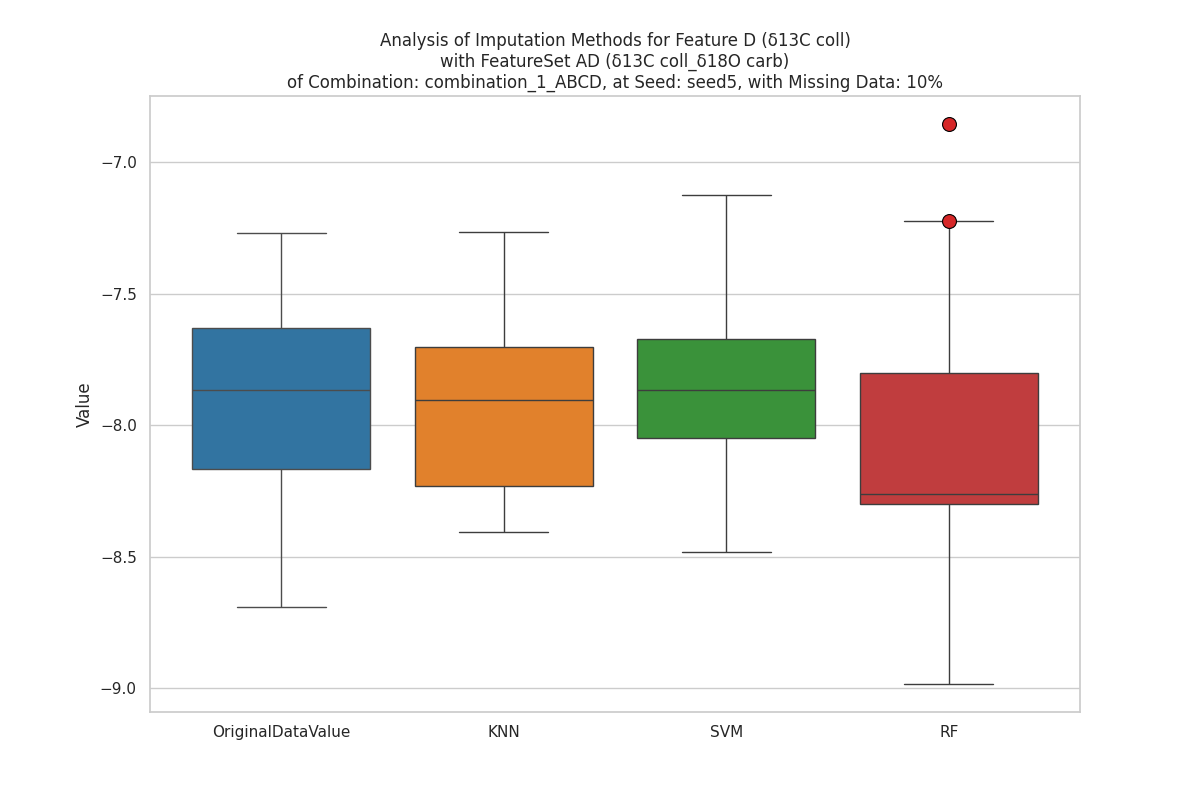 Analysis of Imputation Methods for Feature D (δ13C coll)
with FeatureSet AD (δ13C coll_δ18O carb)
of Combination: combination_1_ABCD, at Seed: seed5, with Missing Data: 10%
−7.0
−7.5
−8.0
−8.5
−9.0
Value
OriginalDataValue
KNN
SVM
RF